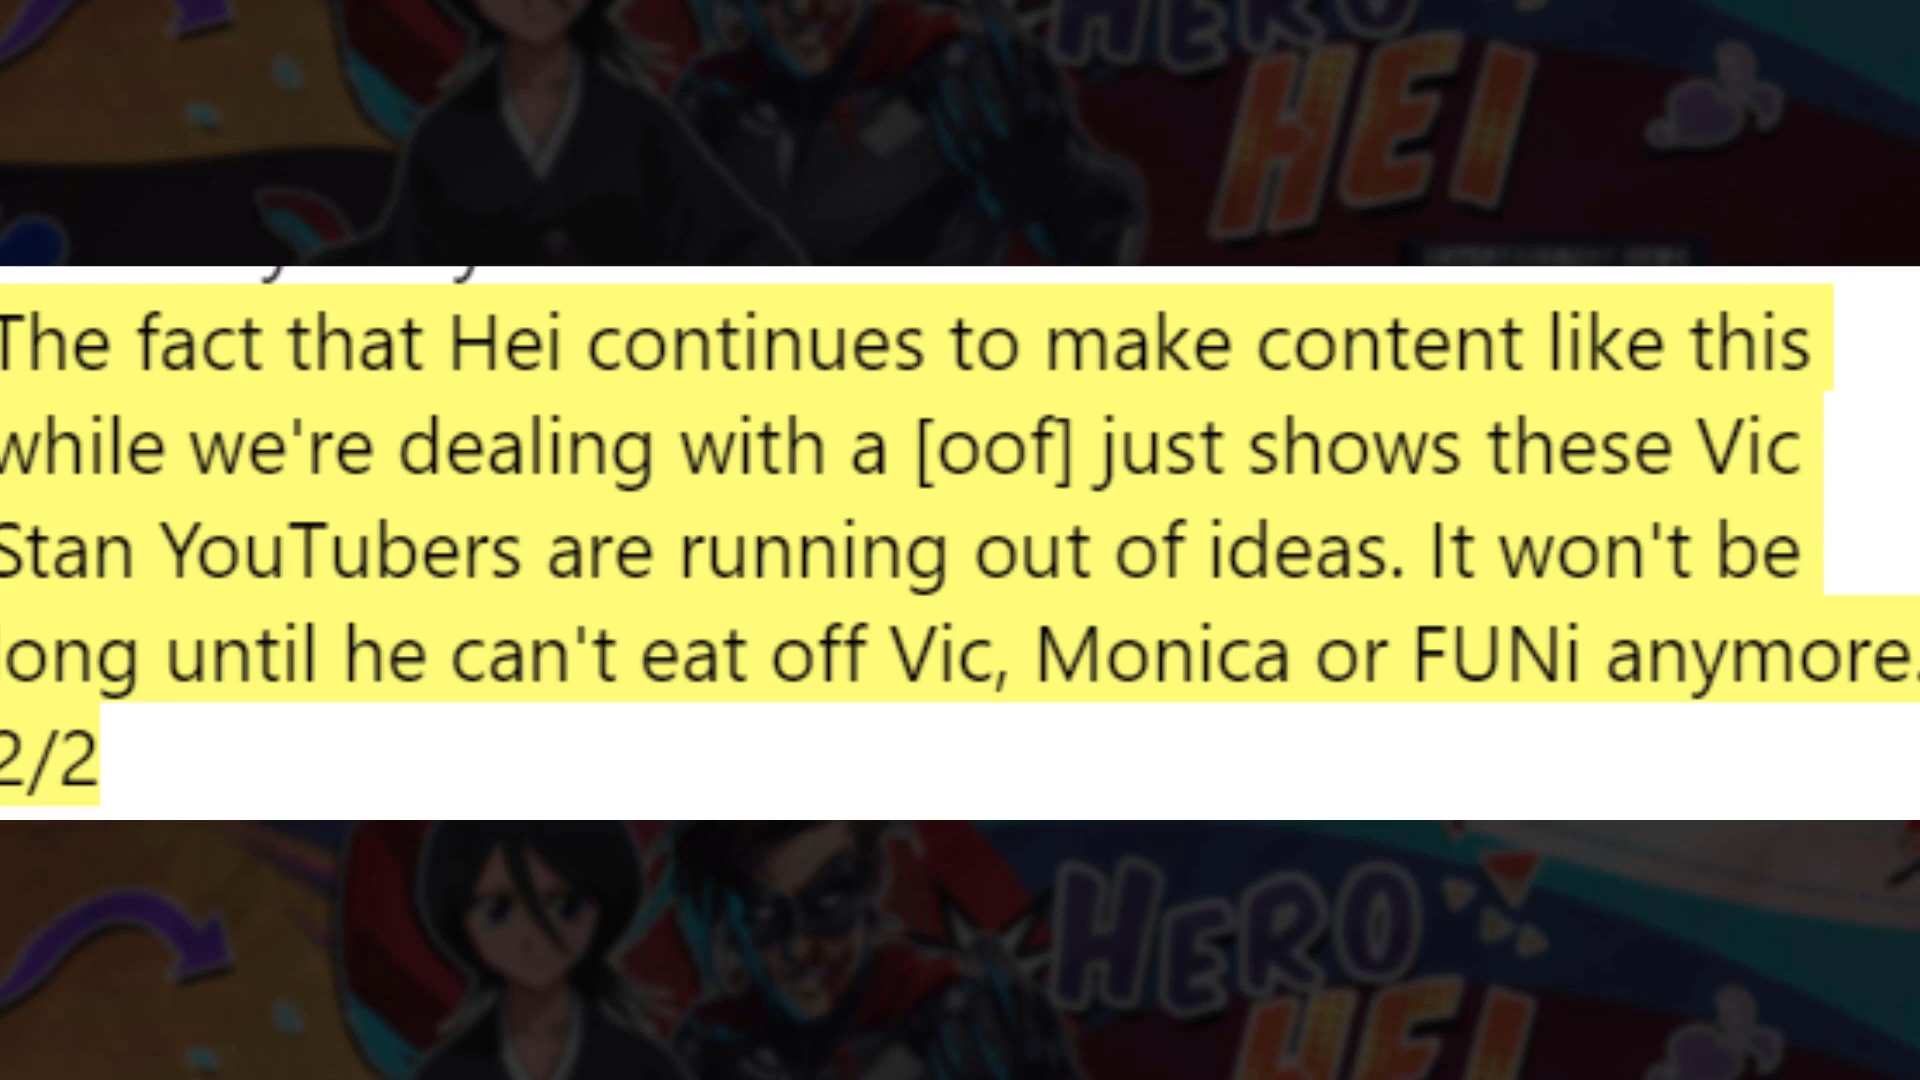 HERO
HEI
The fact that Hei continues to make content like this
while we're dealing with a [oof] just shows these Vic
Stan YouTubers are running out of ideas. It won't be
long until he can't eat off Vic, Monica or FUNi anymore.
2/2
HERO
HEI